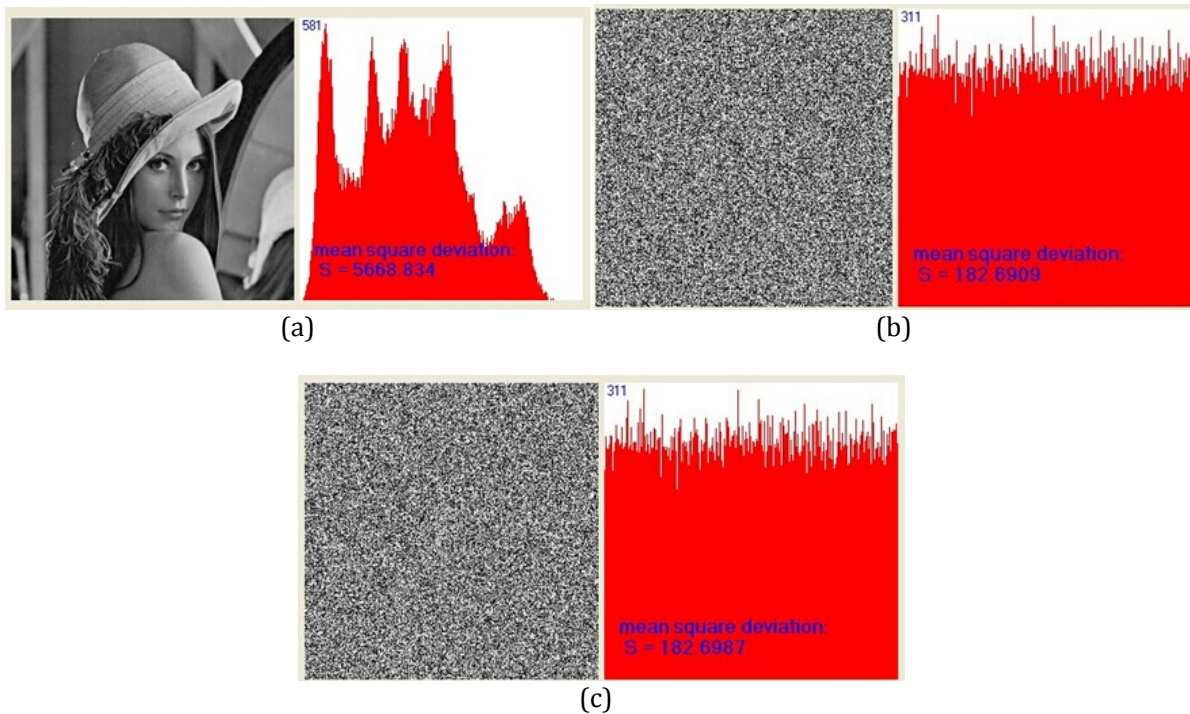 581
mean square deviation:
S = 5668.834
(a)
311
mean square deviation:
S = 182.6909
(b)
311
mean square deviation:
S = 182.6987
(c)